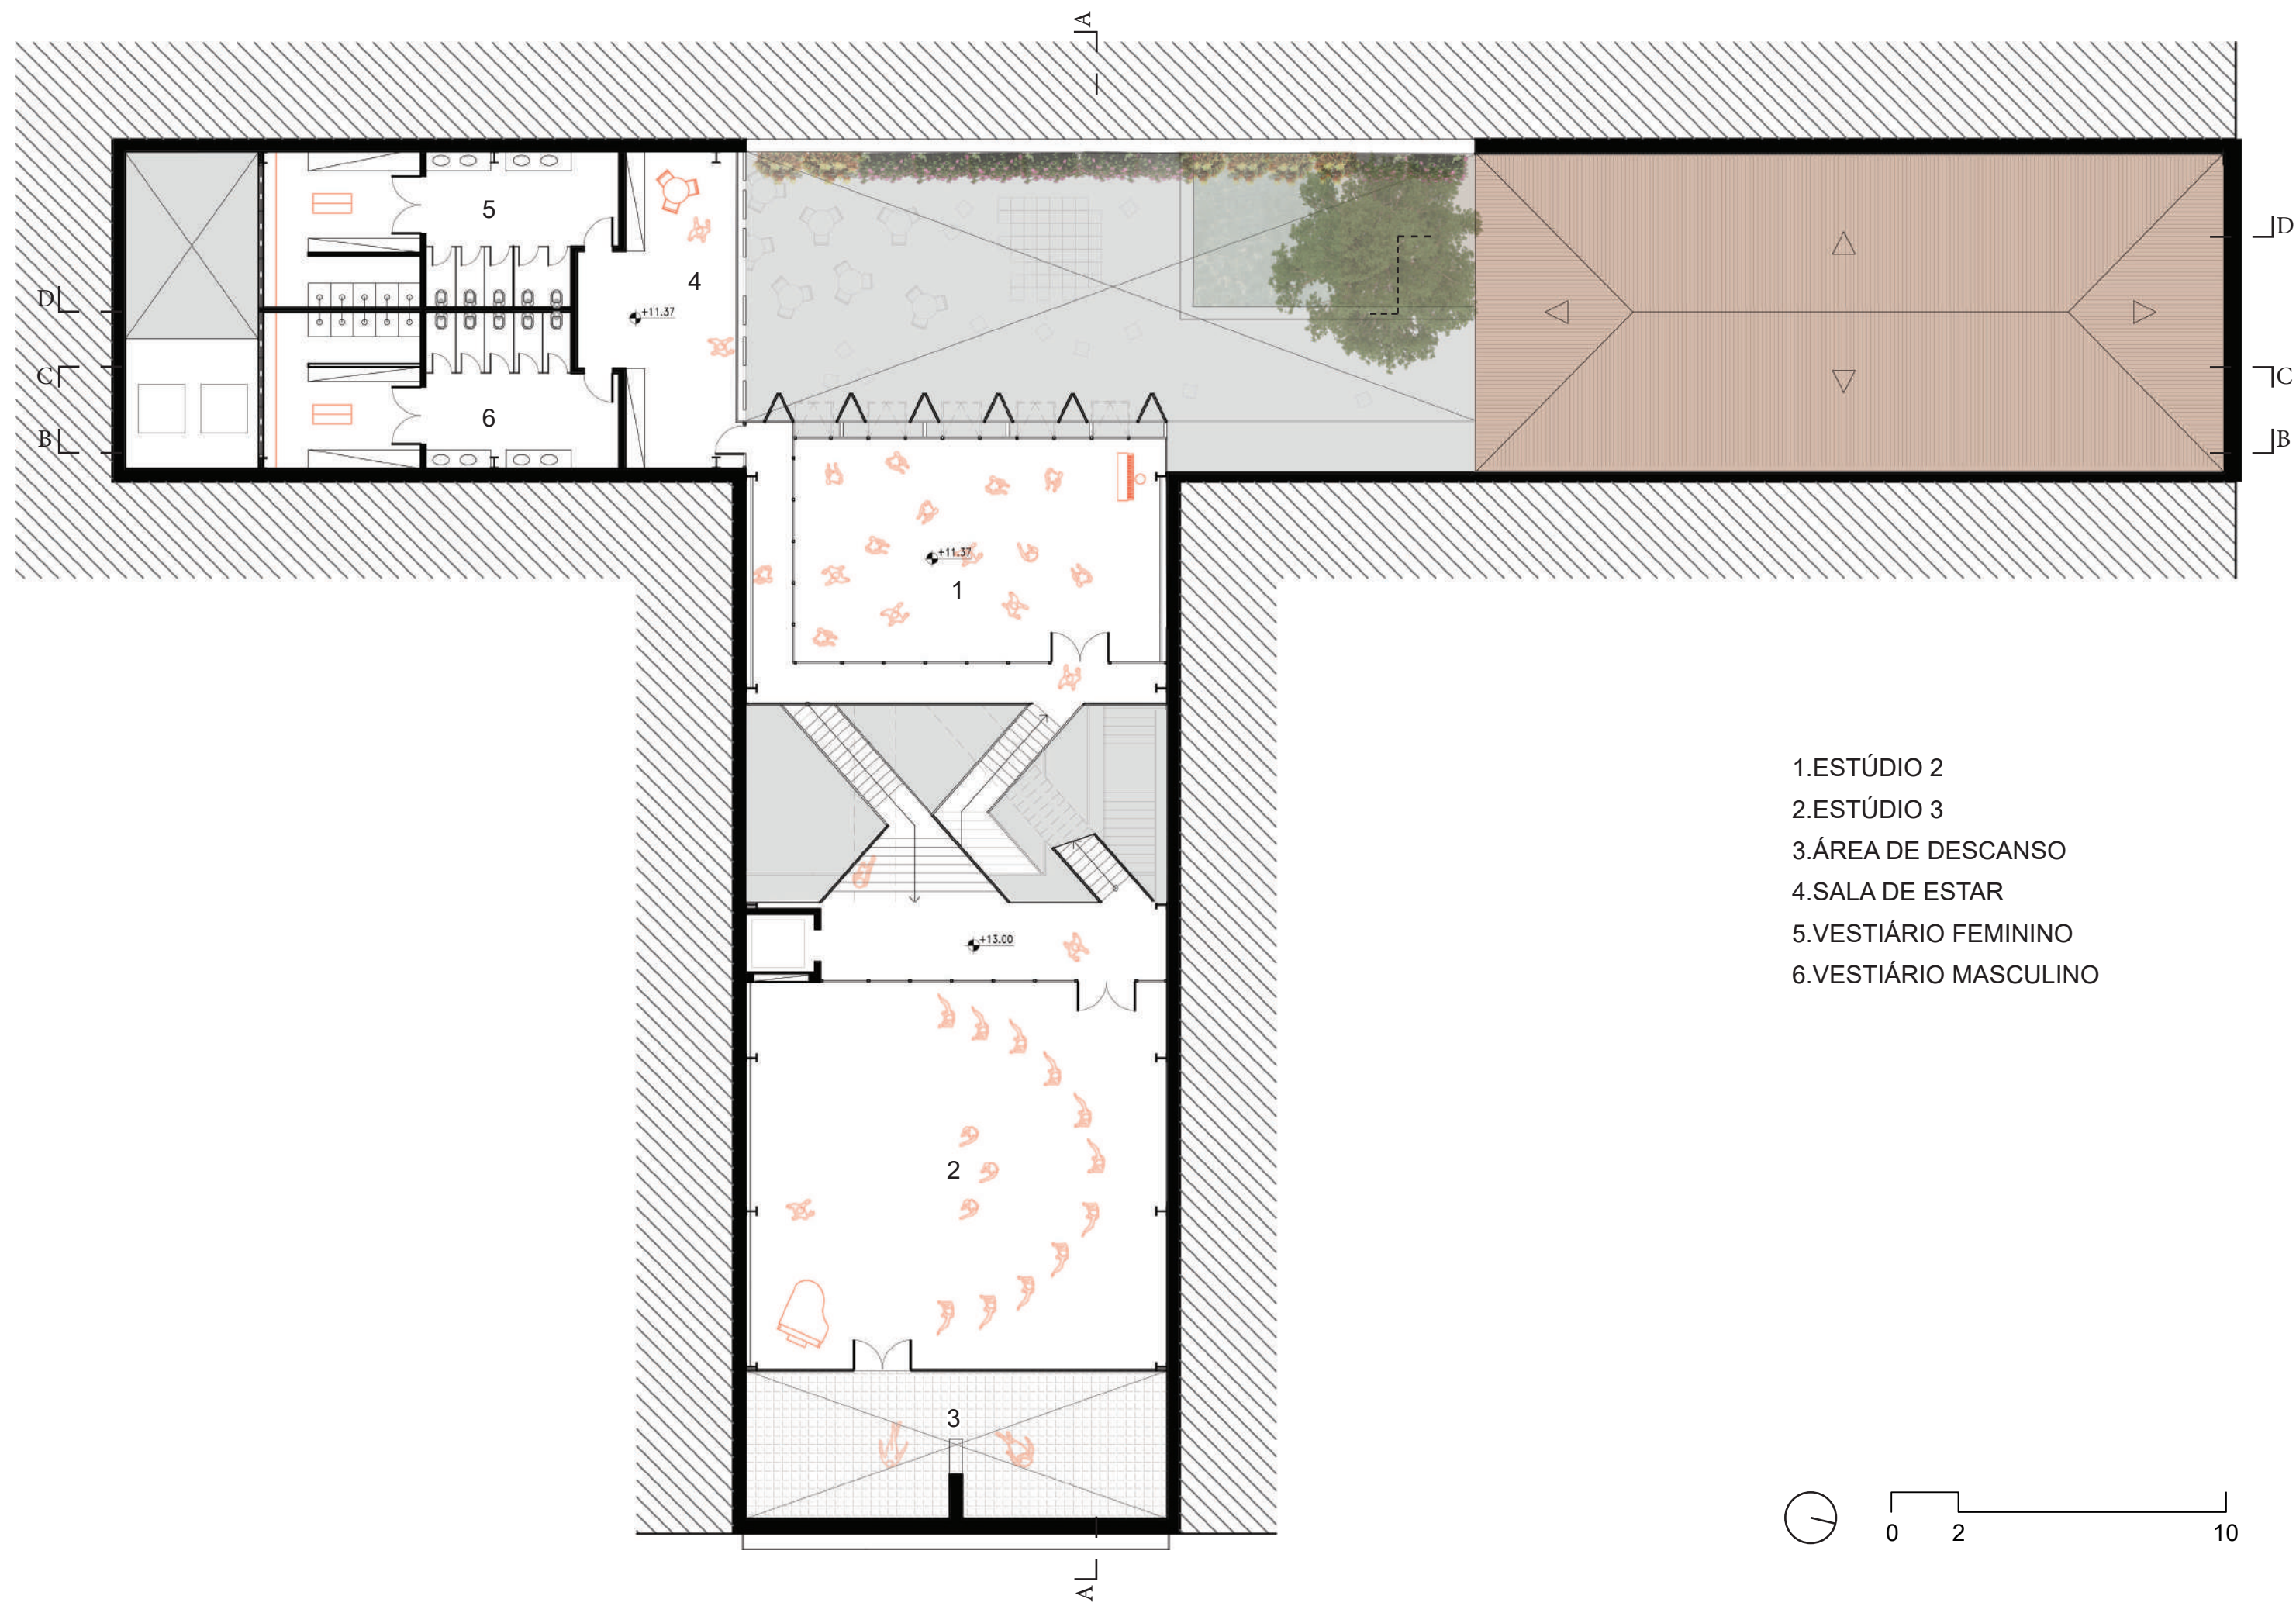 A
5
D
4
+11.37
D
C
C
6
B
B
+11.37
1
1.ESTÚDIO 2
2.ESTÚDIO 3
3.ÁREA DE DESCANSO
4.SALA DE ESTAR
5.VESTIÁRIO FEMININO
6.VESTIÁRIO MASCULINO
+13.00
2
3
0 2 10
A